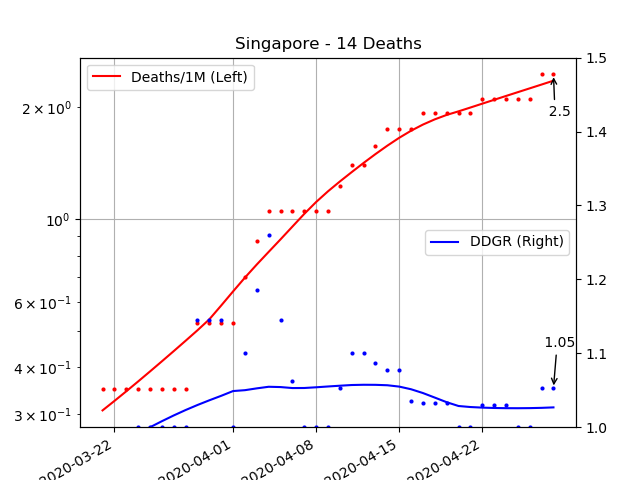 Singapore - 14 Deaths
Deaths/1M (Left)
DDGR (Right)
2 × 10⁰
10⁰
6 × 10⁻¹
4 × 10⁻¹
3 × 10⁻¹
1.5
1.4
1.3
1.2
1.1
1.0
2.5
1.05
2020-03-22
2020-04-01
2020-04-08
2020-04-15
2020-04-22